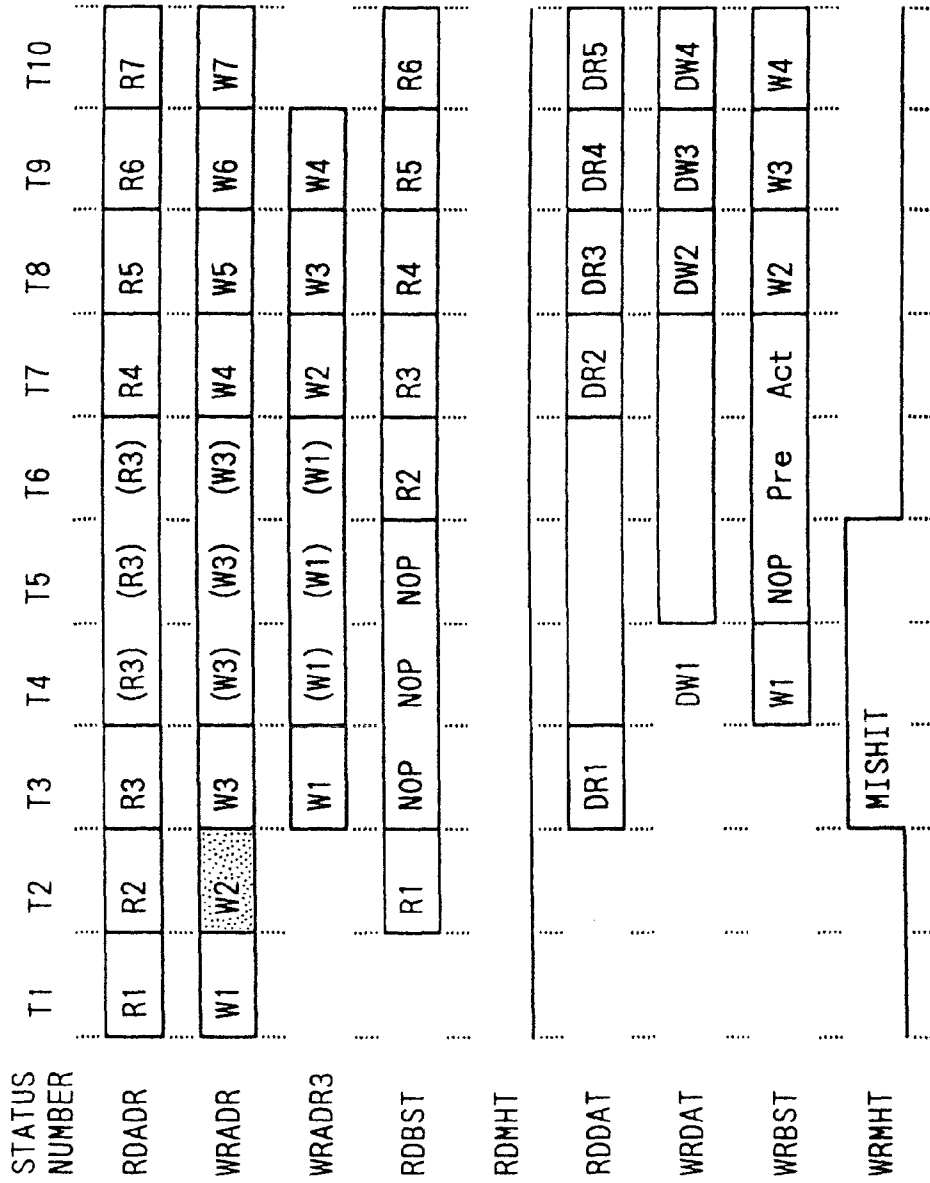 STATUS NUMBER T1 T2 T3 T4 T5 T6 T7 T8 T9 T10
RDADR R1 R2 R3 (R3) (R3) (R3) R4 R5 R6 R7
WRADR W1 W2 W3 (W3) (W3) (W3) W4 W5 W6 W7
WRADR3 W1 (W1) (W1) (W1) W2 W3 W4
RDBST R1 NOP NOP NOP R2 R3 R4 R5 R6
RDMHT
RDDAT DR1 DR2 DR3 DR4 DR5
WRDAT DW1 DW2 DW3 DW4
WRBST W1 NOP Pre Act W2 W3 W4
WRMHT MISHIT